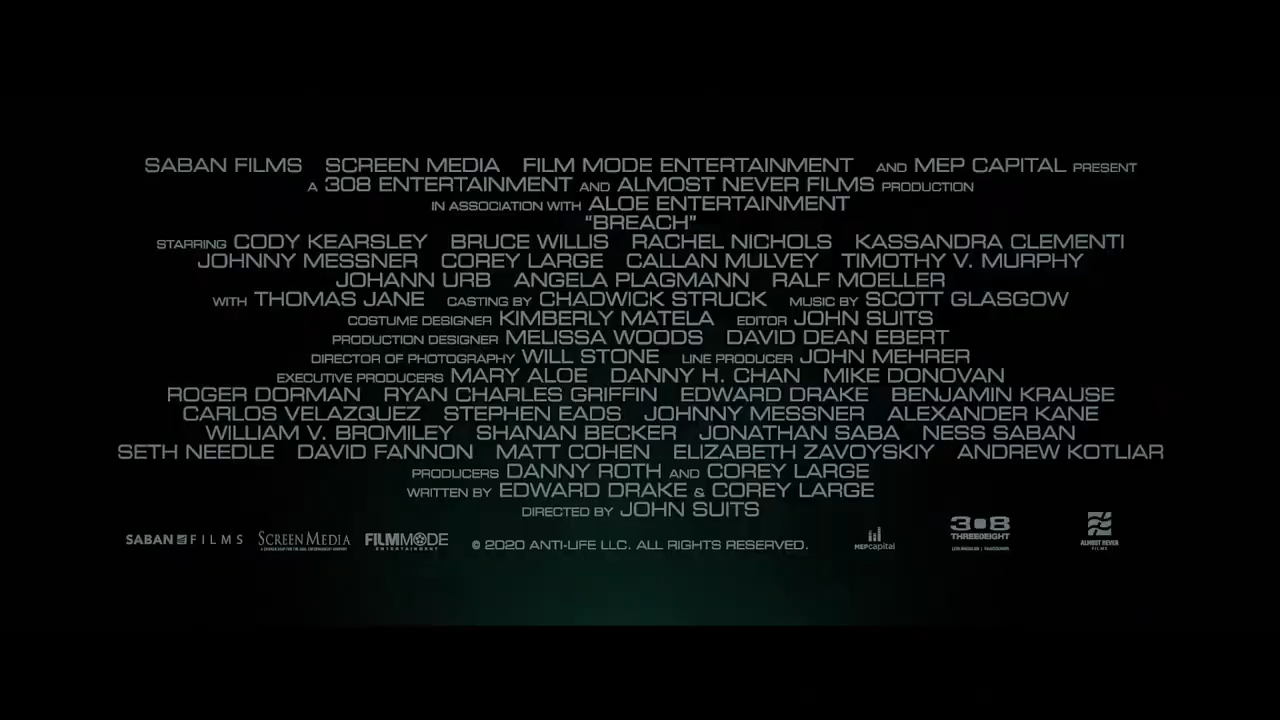 SABAN FILMS SCREEN MEDIA FILM MODE ENTERTAINMENT AND MEP CAPITAL PRESENT
A 308 ENTERTAINMENT AND ALMOST NEVER FILMS PRODUCTION
IN ASSOCIATION WITH ALOE ENTERTAINMENT
"BREACH"
STARRING CODY KEARSLEY BRUCE WILLIS RACHEL NICHOLS KASSANDRA CLEMENTI
JOHNNY MESSNER COREY LARGE CALLAN MULVEY TIMOTHY V. MURPHY
JOHANN URB ANGELA PLAGMANN RALF MOELLER
WITH THOMAS JANE CASTING BY CHADWICK STRUCK MUSIC BY SCOTT GLASGOW
COSTUME DESIGNER KIMBERLY MATELA EDITOR JOHN SUITS
PRODUCTION DESIGNER MELISSA WOODS DAVID DEAN EBERT
DIRECTOR OF PHOTOGRAPHY WILL STONE LINE PRODUCER JOHN MEHRER
EXECUTIVE PRODUCERS MARY ALOE DANNY H. CHAN MIKE DONOVAN
ROGER DORMAN RYAN CHARLES GRIFFIN EDWARD DRAKE BENJAMIN KRAUSE
CARLOS VELAZQUEZ STEPHEN EADS JOHNNY MESSNER ALEXANDER KANE
WILLIAM V. BROMILEY SHANAN BECKER JONATHAN SABA NESS SABAN
SETH NEEDLE DAVID FANNON MATT COHEN ELIZABETH ZAVOYSKIY ANDREW KOTLIAR
PRODUCERS DANNY ROTH AND COREY LARGE
WRITTEN BY EDWARD DRAKE & COREY LARGE
DIRECTED BY JOHN SUITS
SABAN FILMS SCREEN MEDIA FILMMODE ENTERTAINMENT © 2020 ANTI-LIFE LLC. ALL RIGHTS RESERVED. MEPcapital 308 THREE0EIGHT ALMOST NEVER FILMS